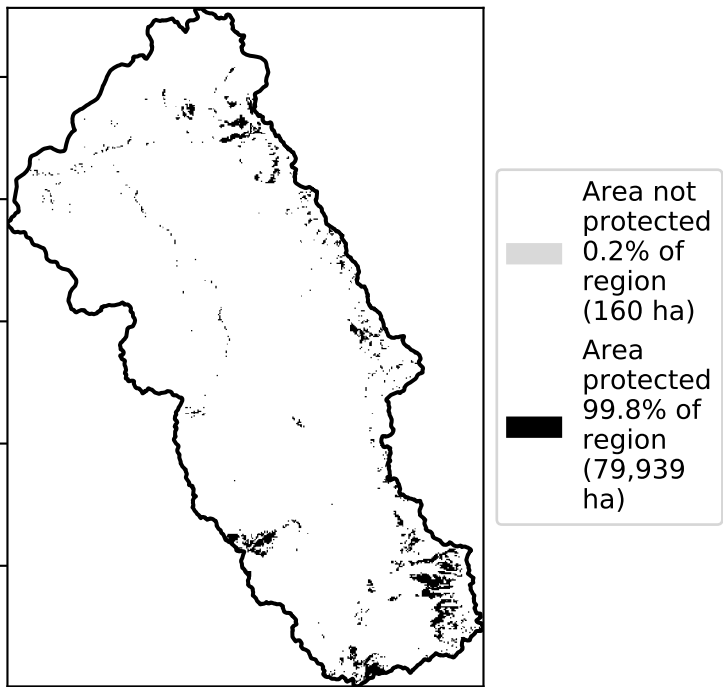 Area not
protected
0.2% of
region
(160 ha)
Area
protected
99.8% of
region
(79,939
ha)